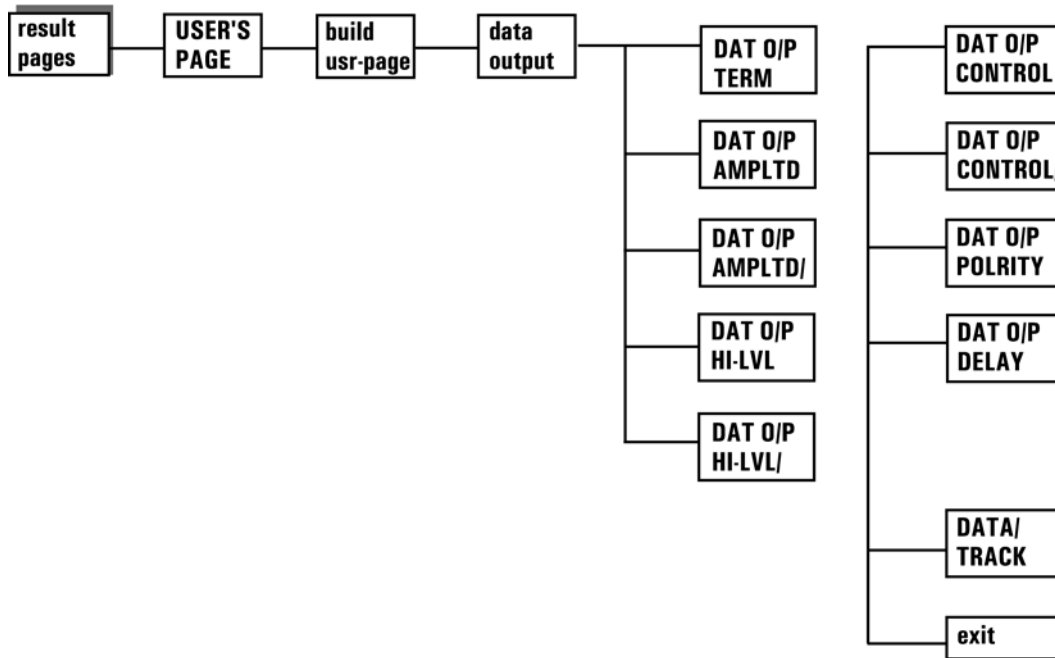 result
pages
USER'S
PAGE
build
usr-page
data
output
DAT O/P
TERM
DAT O/P
AMPLTD
DAT O/P
AMPLTD/
DAT O/P
HI-LVL
DAT O/P
HI-LVL/
DAT O/P
CONTROL
DAT O/P
CONTROL/
DAT O/P
POLRITY
DAT O/P
DELAY
DATA/
TRACK
exit